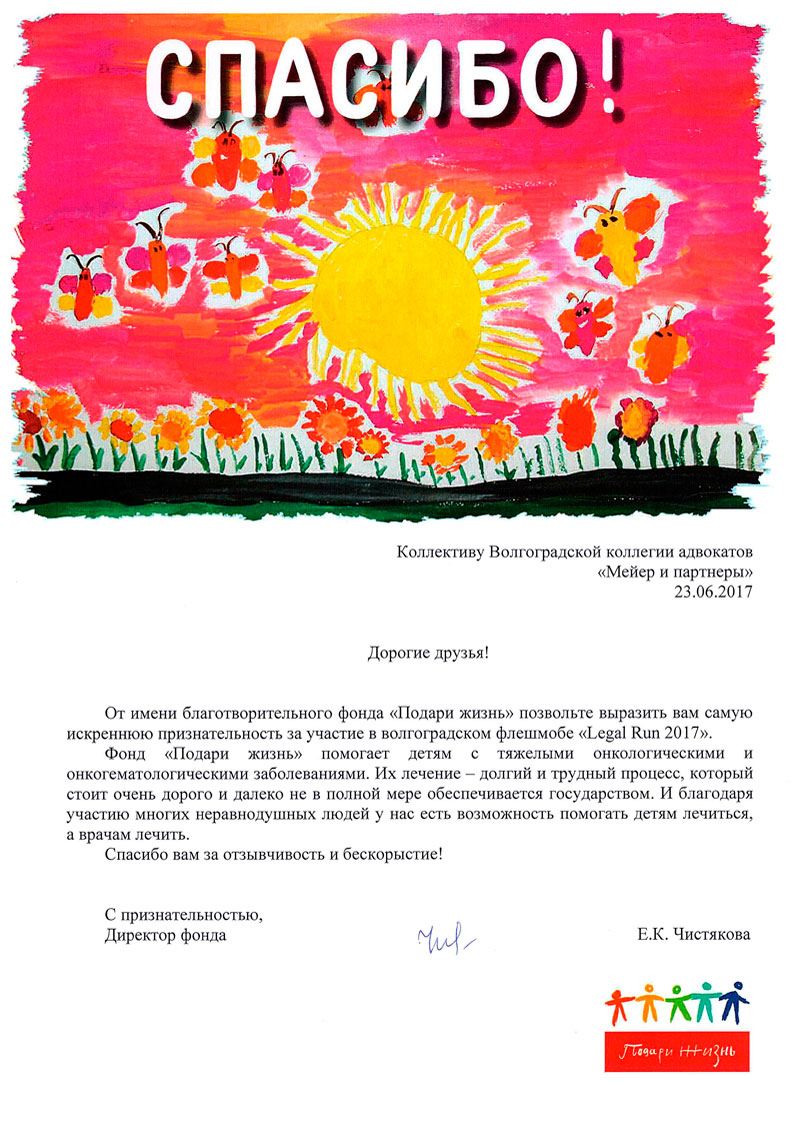 СПАСИБО!
Коллективу Волгоградской коллегии адвокатов
«Мейер и партнеры»
23.06.2017
Дорогие друзья!
От имени благотворительного фонда «Подари жизнь» позвольте выразить вам самую
искреннюю признательность за участие в волгоградском флешмобе «Legal Run 2017».
Фонд «Подари жизнь» помогает детям с тяжелыми онкологическими и
онкогематологическими заболеваниями. Их лечение – долгий и трудный процесс, который
стоит очень дорого и далеко не в полной мере обеспечивается государством. И благодаря
участию многих неравнодушных людей у нас есть возможность помогать детям лечиться,
а врачам лечить.
Спасибо вам за отзывчивость и бескорыстие!
С признательностью,
Директор фонда
Е.К. Чистякова
Подари Жизнь